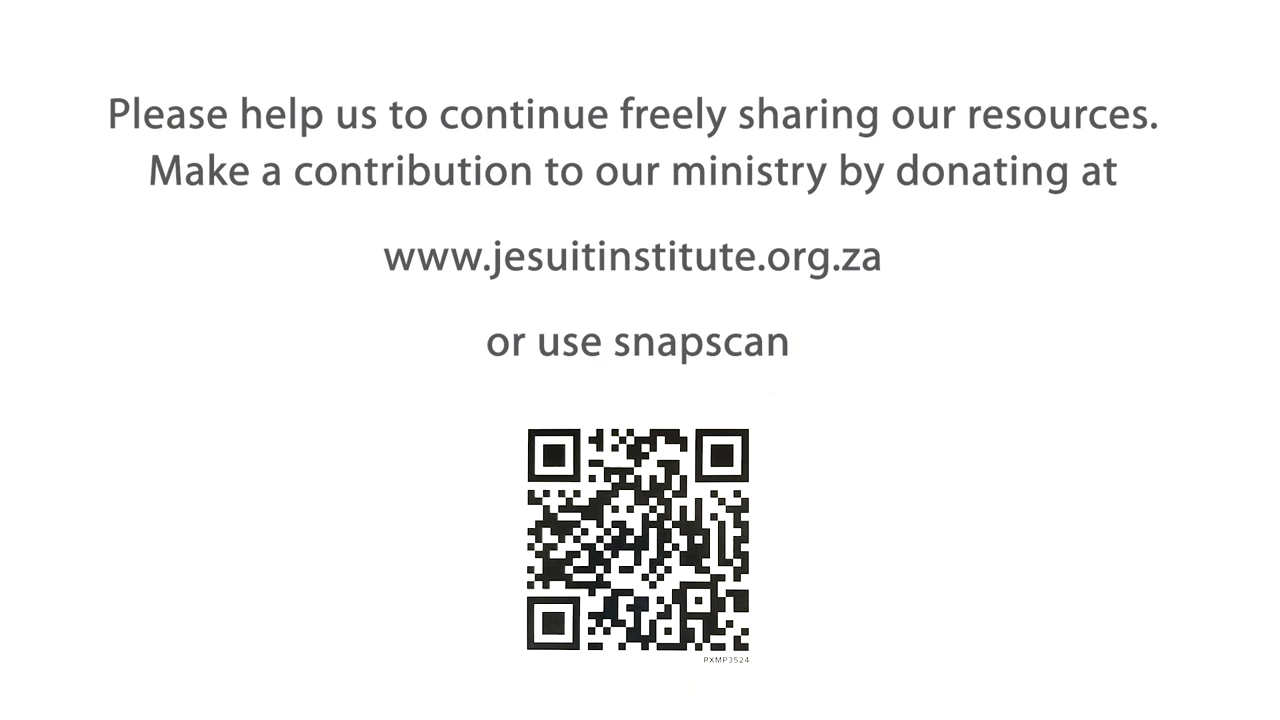 Please help us to continue freely sharing our resources.
Make a contribution to our ministry by donating at
www.jesuitinstitute.org.za
or use snapscan
PXMP3524